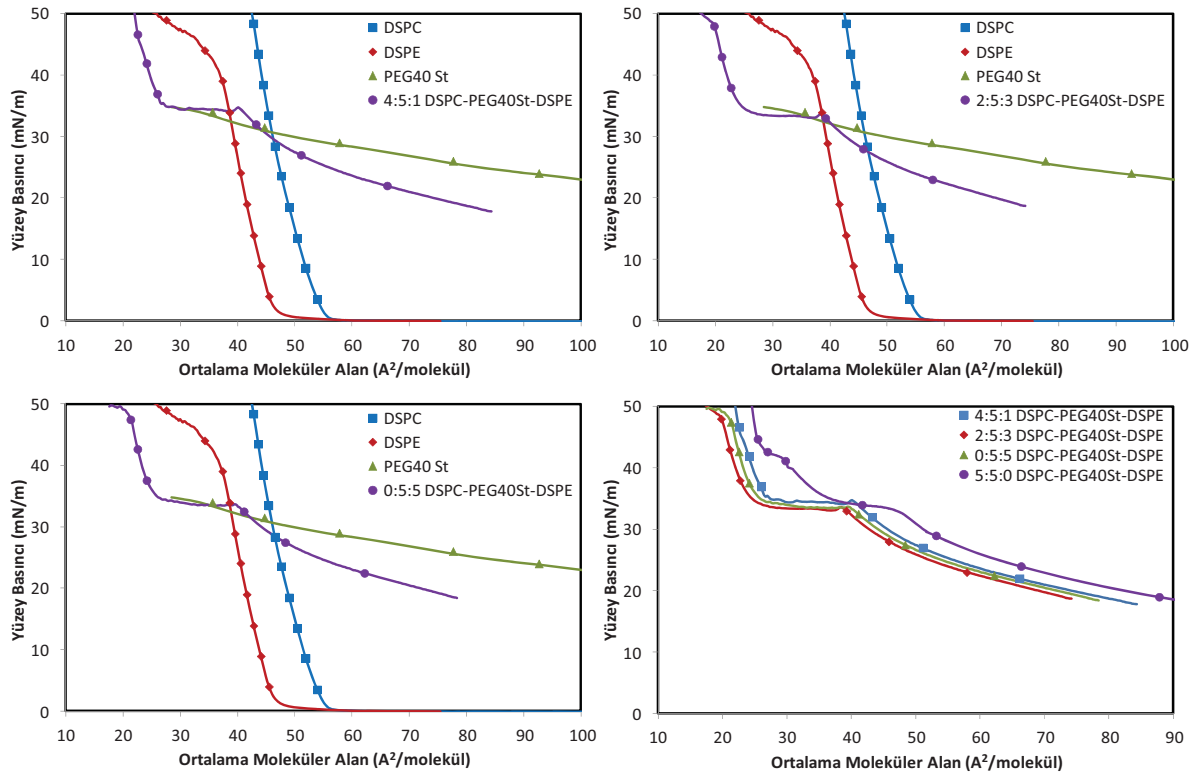 50
40
30
20
10
0
Yüzey Basıncı (mN/m)
DSPC
DSPE
PEG40 St
4:5:1 DSPC-PEG40St-DSPE
10 20 30 40 50 60 70 80 90 100
Ortalama Moleküler Alan (A²/molekül)
50
40
30
20
10
0
Yüzey Basıncı (mN/m)
DSPC
DSPE
PEG40 St
2:5:3 DSPC-PEG40St-DSPE
10 20 30 40 50 60 70 80 90 100
Ortalama Moleküler Alan (A²/molekül)
50
40
30
20
10
0
Yüzey Basıncı (mN/m)
DSPC
DSPE
PEG40 St
0:5:5 DSPC-PEG40St-DSPE
10 20 30 40 50 60 70 80 90 100
Ortalama Moleküler Alan (A²/molekül)
50
40
30
20
10
0
Yüzey Basıncı (mN/m)
4:5:1 DSPC-PEG40St-DSPE
2:5:3 DSPC-PEG40St-DSPE
0:5:5 DSPC-PEG40St-DSPE
5:5:0 DSPC-PEG40St-DSPE
10 20 30 40 50 60 70 80 90
Ortalama Moleküler Alan (A²/molekül)